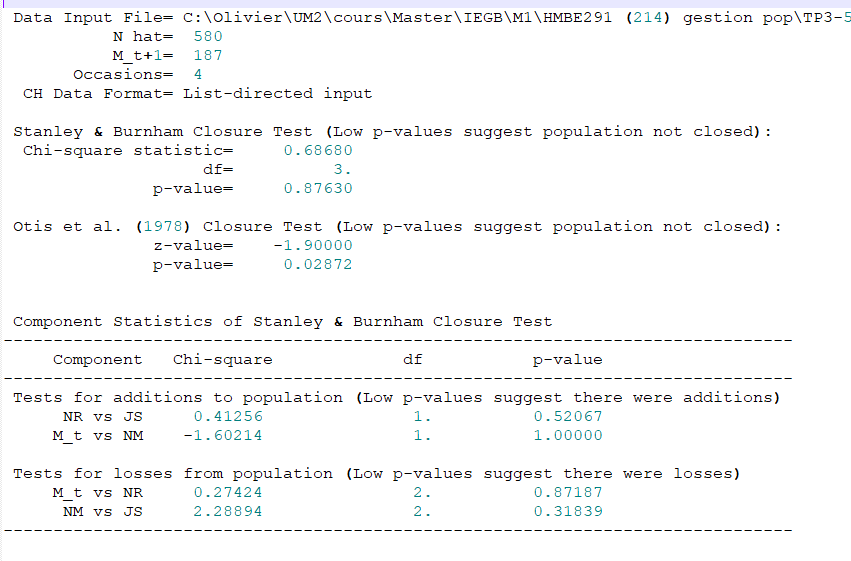 Data Input File= C:\Olivier\UM2\cours\Master\IEGB\M1\HMBE291 (214) gestion pop\TP3-5
N hat= 580
M_t+1= 187
Occasions= 4
CH Data Format= List-directed input
Stanley & Burnham Closure Test (Low p-values suggest population not closed):
Chi-square statistic= 0.68680
df= 3.
p-value= 0.87630
Otis et al. (1978) Closure Test (Low p-values suggest population not closed):
z-value= -1.90000
p-value= 0.02872
Component Statistics of Stanley & Burnham Closure Test
Component Chi-square df p-value
Tests for additions to population (Low p-values suggest there were additions)
NR vs JS 0.41256 1. 0.52067
M_t vs NM -1.60214 1. 1.00000
Tests for losses from population (Low p-values suggest there were losses)
M_t vs NR 0.27424 2. 0.87187
NM vs JS 2.28894 2. 0.31839